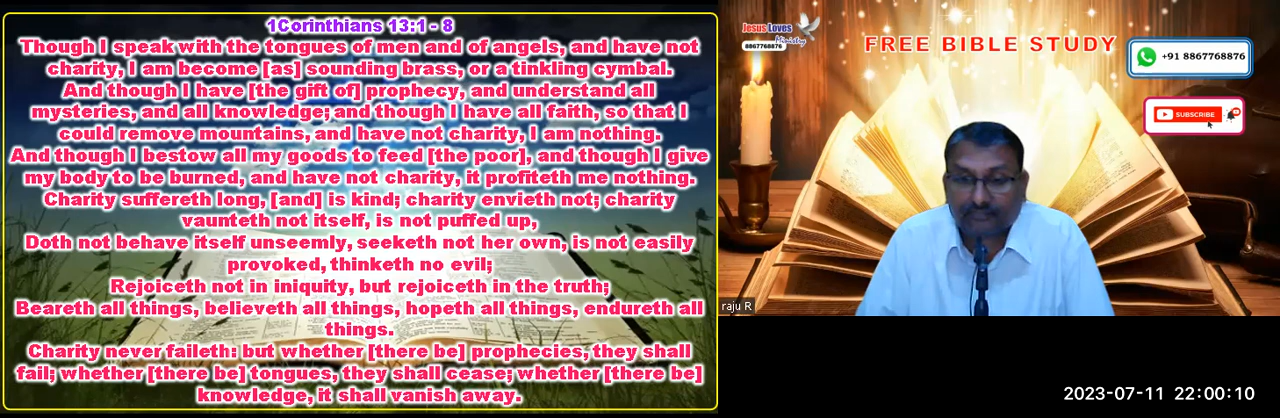 1Corinthians 13:1 - 8
Though I speak with the tongues of men and of angels, and have not
charity, I am become [as] sounding brass, or a tinkling cymbal.
And though I have [the gift of] prophecy, and understand all
mysteries, and all knowledge; and though I have all faith, so that I
could remove mountains, and have not charity, I am nothing.
And though I bestow all my goods to feed [the poor], and though I give
my body to be burned, and have not charity, it profiteth me nothing.
Charity suffereth long, [and] is kind; charity envieth not; charity
vaunteth not itself, is not puffed up,
Doth not behave itself unseemly, seeketh not her own, is not easily
provoked, thinketh no evil;
Rejoiceth not in iniquity, but rejoiceth in the truth;
Beareth all things, believeth all things, hopeth all things, endureth all
things.
Charity never faileth: but whether [there be] prophecies, they shall
fail; whether [there be] tongues, they shall cease; whether [there be]
knowledge, it shall vanish away.
Jesus Loves
Ministry
8867768876
FREE BIBLE STUDY
+91 8867768876
SUBSCRIBE
raju R
2023-07-11 22:00:10